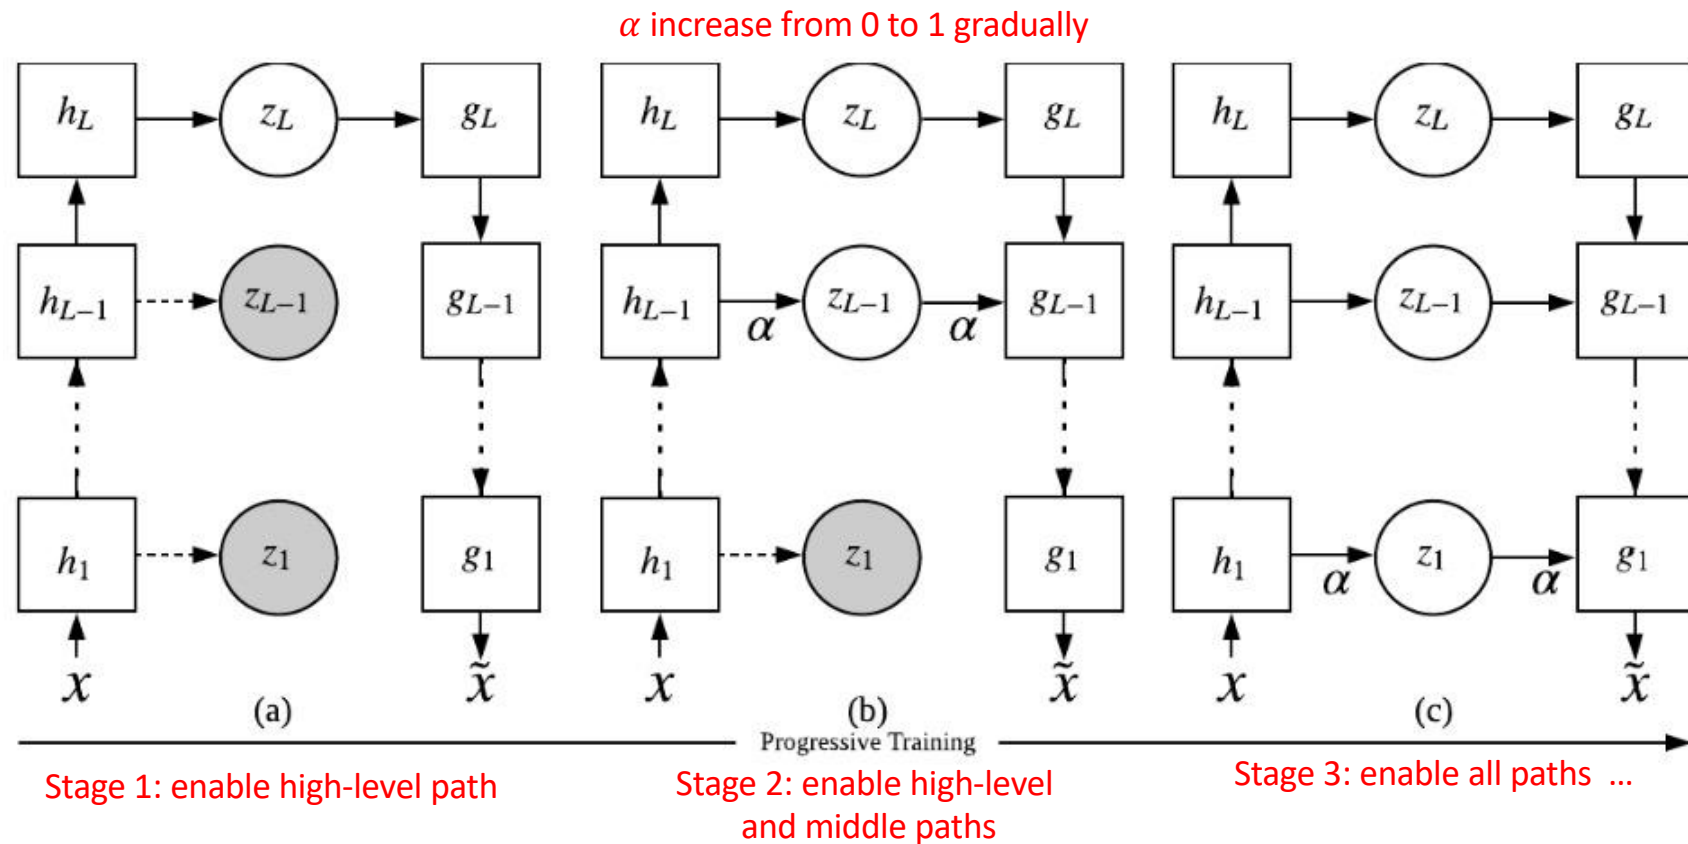 α increase from 0 to 1 gradually
h_L z_L g_L h_L z_L g_L h_L z_L g_L
h_{L−1} z_{L−1} g_{L−1} h_{L−1} α z_{L−1} α g_{L−1} h_{L−1} z_{L−1} g_{L−1}
h_1 z_1 g_1 h_1 z_1 g_1 h_1 α z_1 α g_1
x x̃ x x̃ x x̃
(a) (b) (c)
Progressive Training
Stage 1: enable high-level path
Stage 2: enable high-level
and middle paths
Stage 3: enable all paths ...